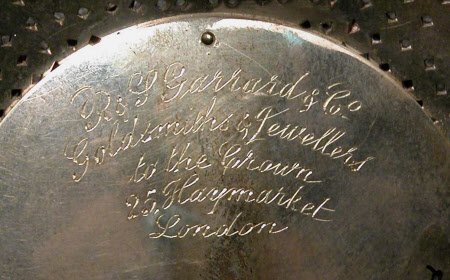 R & S Garrard & Co
Goldsmiths & Jewellers
to the Crown
25, Haymarket
London